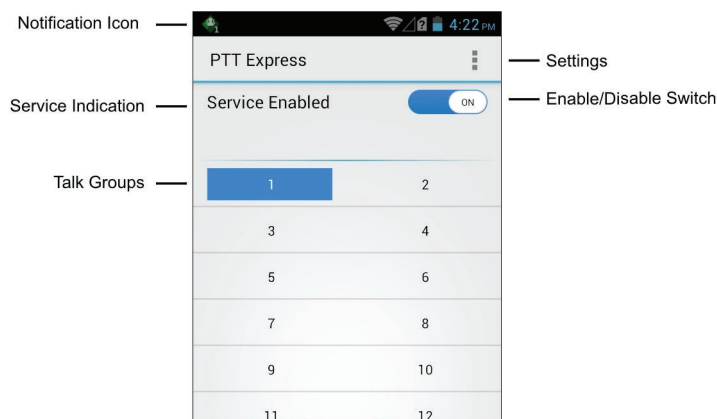 Notification Icon
1
4:22 PM
PTT Express
Settings
Service Indication
Service Enabled
ON
Enable/Disable Switch
Talk Groups
1 2
3 4
5 6
7 8
9 10
11 12